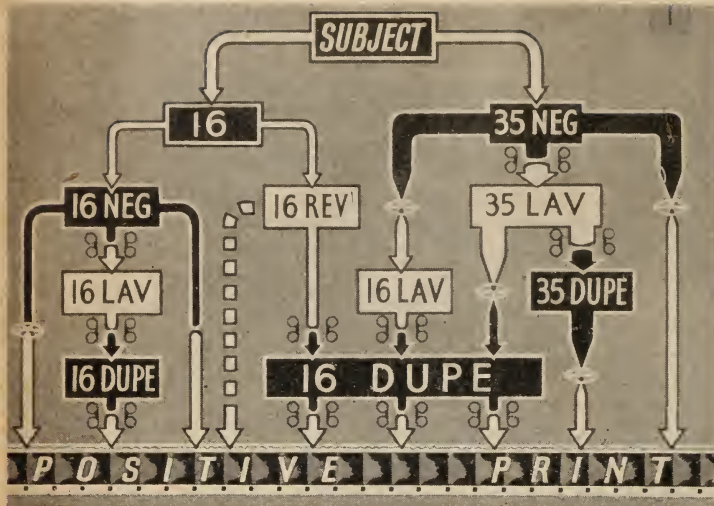 SUBJECT
16
35 NEG
16 NEG
16 REV
35 LAV
16 LAV
16 LAV
35 DUPE
16 DUPE
16 DUPE
POSITIVE PRINT